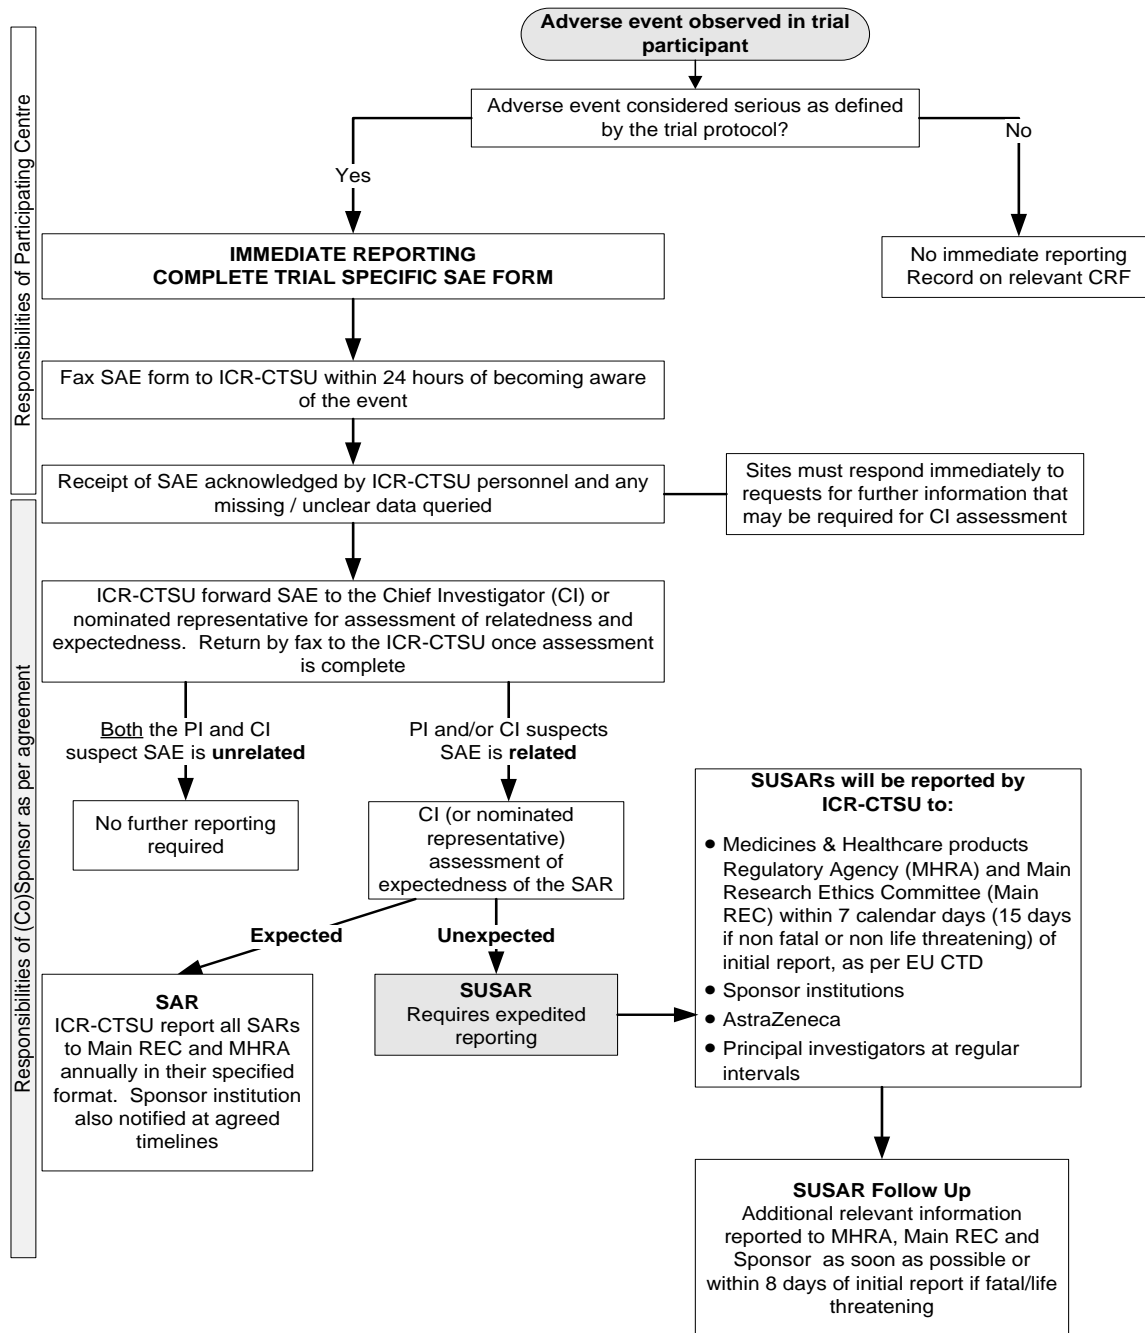 Adverse event observed in trial
participant
Adverse event considered serious as defined
by the trial protocol?
Yes
No
IMMEDIATE REPORTING
COMPLETE TRIAL SPECIFIC SAE FORM
No immediate reporting
Record on relevant CRF
Fax SAE form to ICR-CTSU within 24 hours of becoming aware
of the event
Receipt of SAE acknowledged by ICR-CTSU personnel and any
missing / unclear data queried
Sites must respond immediately to
requests for further information that
may be required for CI assessment
ICR-CTSU forward SAE to the Chief Investigator (CI) or
nominated representative for assessment of relatedness and
expectedness.  Return by fax to the ICR-CTSU once assessment
is complete
Both the PI and CI
suspect SAE is unrelated
PI and/or CI suspects
SAE is related
No further reporting
required
CI (or nominated
representative)
assessment of
expectedness of the SAR
Expected
Unexpected
SAR
ICR-CTSU report all SARs
to Main REC and MHRA
annually in their specified
format.  Sponsor institution
also notified at agreed
timelines
SUSAR
Requires expedited
reporting
SUSARs will be reported by
ICR-CTSU to:
● Medicines & Healthcare products
Regulatory Agency (MHRA) and Main
Research Ethics Committee (Main
REC) within 7 calendar days (15 days
if non fatal or non life threatening) of
initial report, as per EU CTD
● Sponsor institutions
● AstraZeneca
● Principal investigators at regular
intervals
SUSAR Follow Up
Additional relevant information
reported to MHRA, Main REC and
Sponsor  as soon as possible or
within 8 days of initial report if fatal/life
threatening
Responsibilities of Participating Centre
Responsibilities of (Co)Sponsor as per agreement